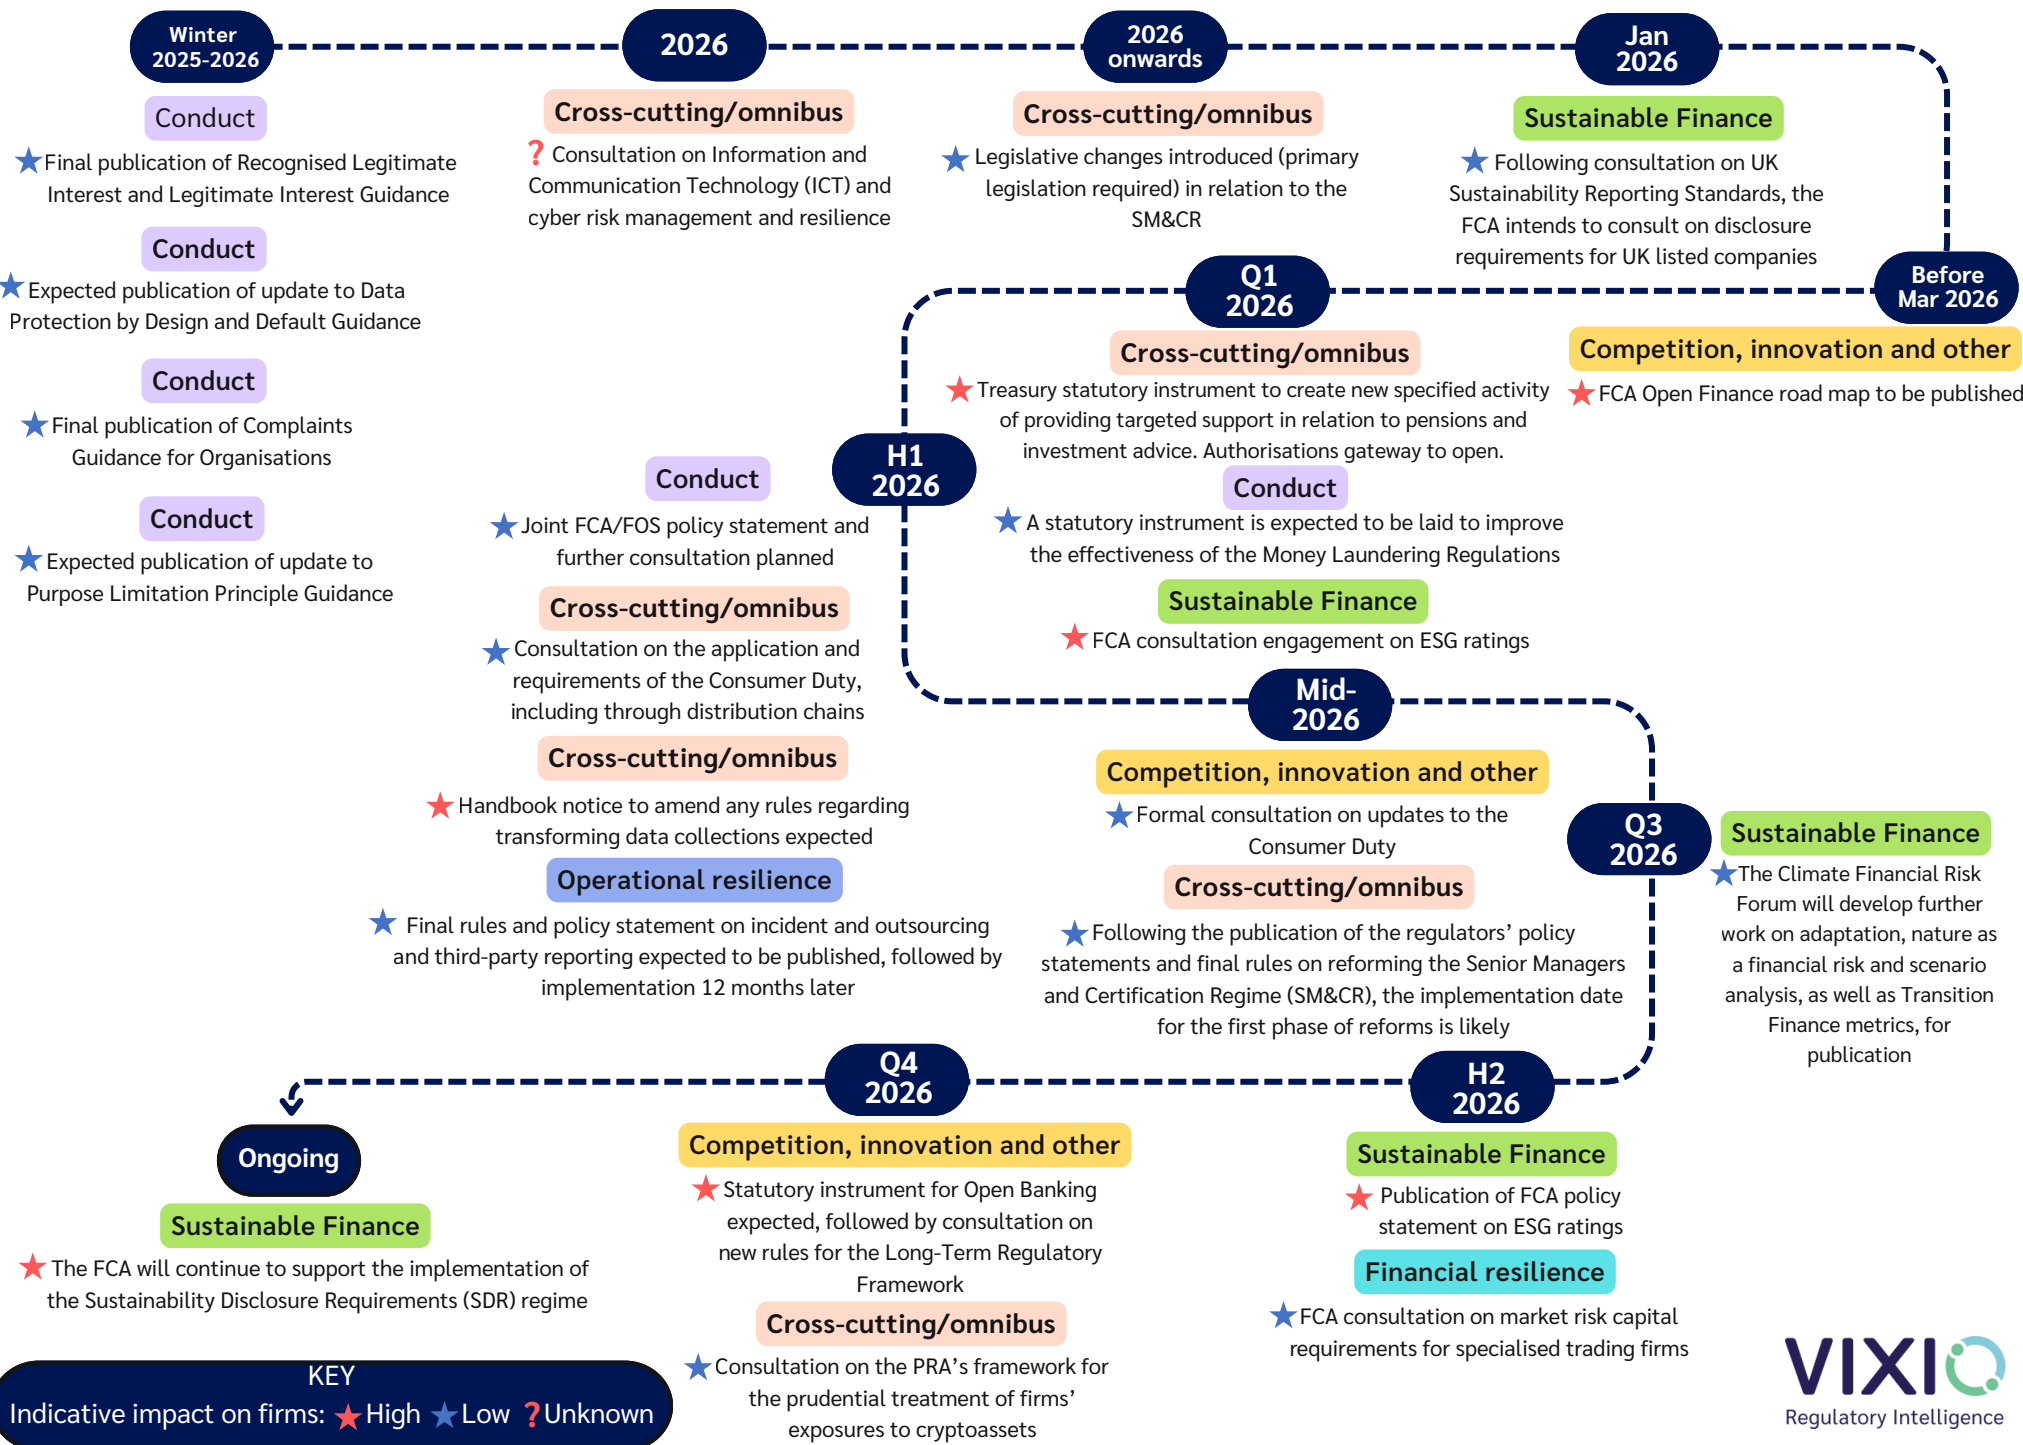 Winter
2025-2026
Conduct
Final publication of Recognised Legitimate
Interest and Legitimate Interest Guidance
Conduct
Expected publication of update to Data
Protection by Design and Default Guidance
Conduct
Final publication of Complaints
Guidance for Organisations
Conduct
Expected publication of update to
Purpose Limitation Principle Guidance
2026
Cross-cutting/omnibus
? Consultation on Information and
Communication Technology (ICT) and
cyber risk management and resilience
2026
onwards
Cross-cutting/omnibus
Legislative changes introduced (primary
legislation required) in relation to the
SM&CR
Jan
2026
Sustainable Finance
Following consultation on UK
Sustainability Reporting Standards, the
FCA intends to consult on disclosure
requirements for UK listed companies
Before
Mar 2026
Competition, innovation and other
FCA Open Finance road map to be published
Q1
2026
Cross-cutting/omnibus
Treasury statutory instrument to create new specified activity
of providing targeted support in relation to pensions and
investment advice. Authorisations gateway to open.
Conduct
A statutory instrument is expected to be laid to improve
the effectiveness of the Money Laundering Regulations
Sustainable Finance
FCA consultation engagement on ESG ratings
H1
2026
Conduct
Joint FCA/FOS policy statement and
further consultation planned
Cross-cutting/omnibus
Consultation on the application and
requirements of the Consumer Duty,
including through distribution chains
Cross-cutting/omnibus
Handbook notice to amend any rules regarding
transforming data collections expected
Operational resilience
Final rules and policy statement on incident and outsourcing
and third-party reporting expected to be published, followed by
implementation 12 months later
Mid-
2026
Competition, innovation and other
Formal consultation on updates to the
Consumer Duty
Cross-cutting/omnibus
Following the publication of the regulators’ policy
statements and final rules on reforming the Senior Managers
and Certification Regime (SM&CR), the implementation date
for the first phase of reforms is likely
Q3
2026
Sustainable Finance
The Climate Financial Risk
Forum will develop further
work on adaptation, nature as
a financial risk and scenario
analysis, as well as Transition
Finance metrics, for
publication
H2
2026
Sustainable Finance
Publication of FCA policy
statement on ESG ratings
Financial resilience
FCA consultation on market risk capital
requirements for specialised trading firms
Q4
2026
Competition, innovation and other
Statutory instrument for Open Banking
expected, followed by consultation on
new rules for the Long-Term Regulatory
Framework
Cross-cutting/omnibus
Consultation on the PRA’s framework for
the prudential treatment of firms’
exposures to cryptoassets
Ongoing
Sustainable Finance
The FCA will continue to support the implementation of
the Sustainability Disclosure Requirements (SDR) regime
KEY
Indicative impact on firms: High Low ? Unknown
VIXIO
Regulatory Intelligence